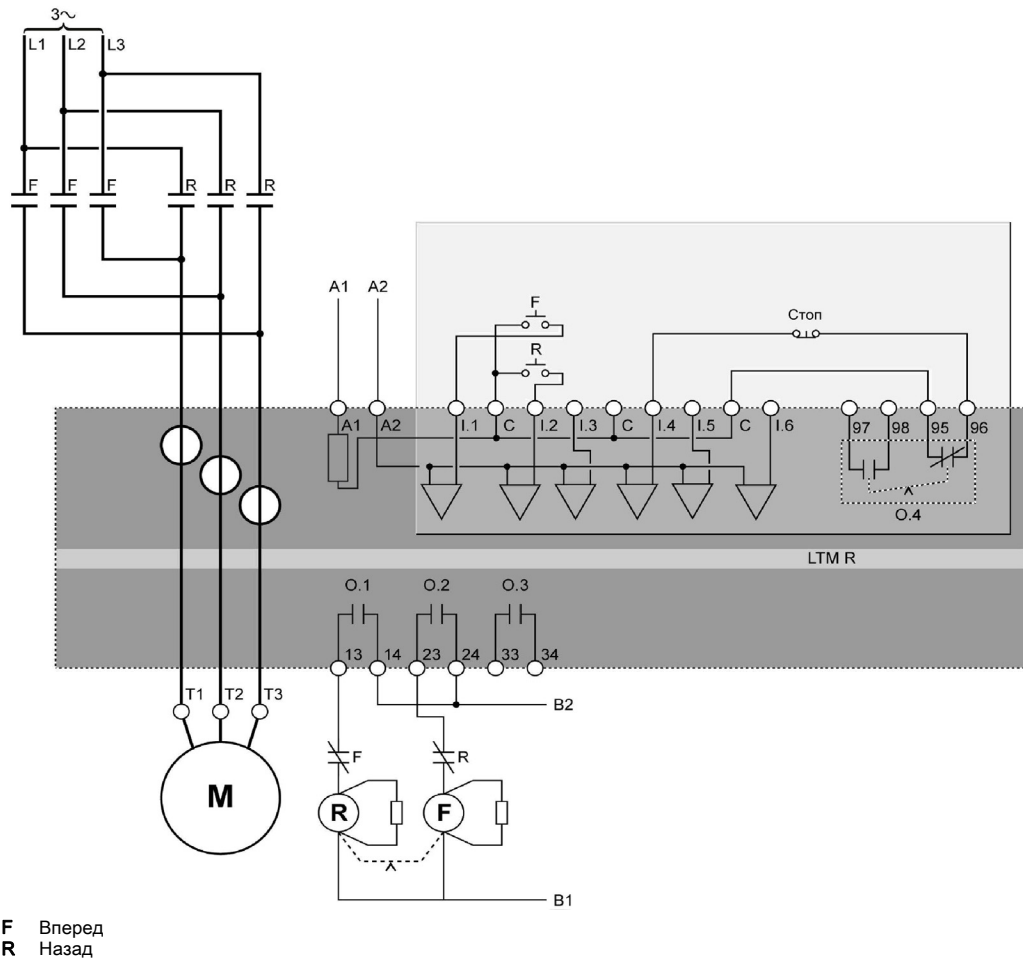 3~
L1 L2 L3
F F F R R R
A1 A2
F
R
Стоп
A1 A2 I.1 C I.2 I.3 C I.4 I.5 C I.6 97 98 95 96
O.4
LTM R
O.1 O.2 O.3
13 14 23 24 33 34
T1 T2 T3
B2
F R
M
R F
B1
F Вперед
R Назад